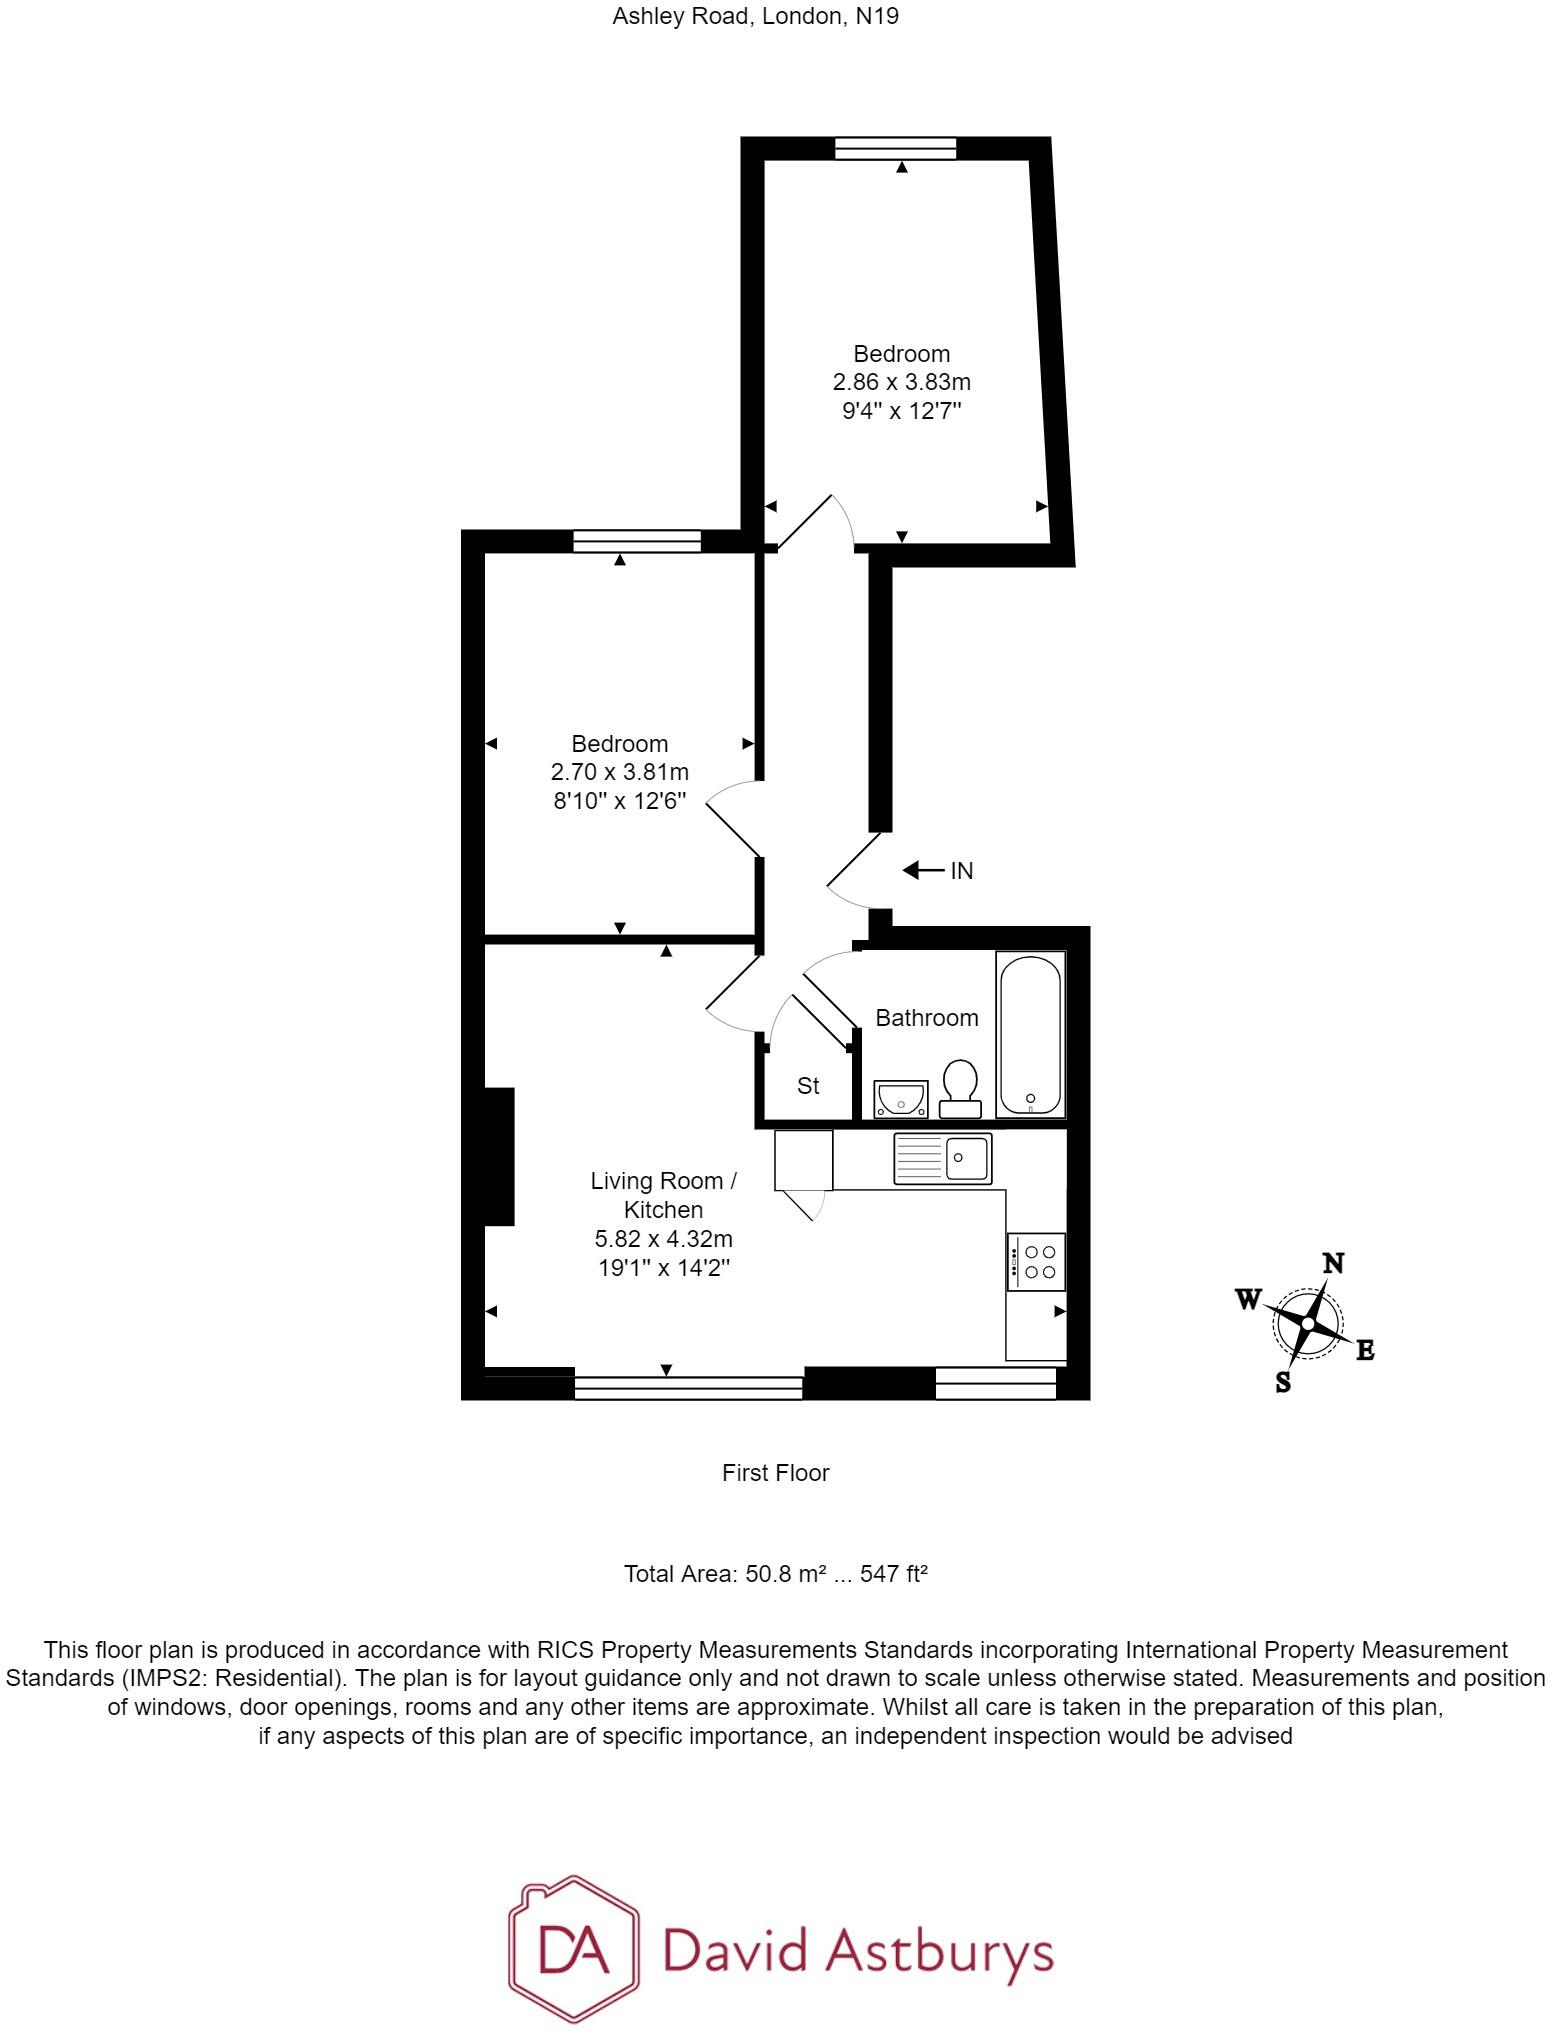 Ashley Road, London, N19
Bedroom
2.86 x 3.83m
9'4" x 12'7"
Bedroom
2.70 x 3.81m
8'10" x 12'6"
IN
Bathroom
St
Living Room /
Kitchen
5.82 x 4.32m
19'1" x 14'2"
N
W
E
S
First Floor
Total Area: 50.8 m² ... 547 ft²
This floor plan is produced in accordance with RICS Property Measurements Standards incorporating International Property Measurement
Standards (IMPS2: Residential). The plan is for layout guidance only and not drawn to scale unless otherwise stated. Measurements and position
of windows, door openings, rooms and any other items are approximate. Whilst all care is taken in the preparation of this plan,
if any aspects of this plan are of specific importance, an independent inspection would be advised
DA David Astburys